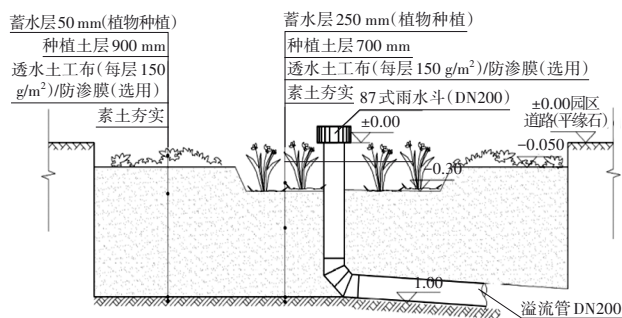 蓄水层50 mm(植物种植)
种植土层900 mm
透水土工布(每层150
g/m²)/防渗膜(选用)
素土夯实
蓄水层250 mm(植物种植)
种植土层700 mm
透水土工布(每层150 g/m²)/防渗膜(选用)
素土夯实
87式雨水斗(DN200)
±0.00
±0.00园区
道路(平缘石)
-0.050
-0.30
1.00
溢流管DN200